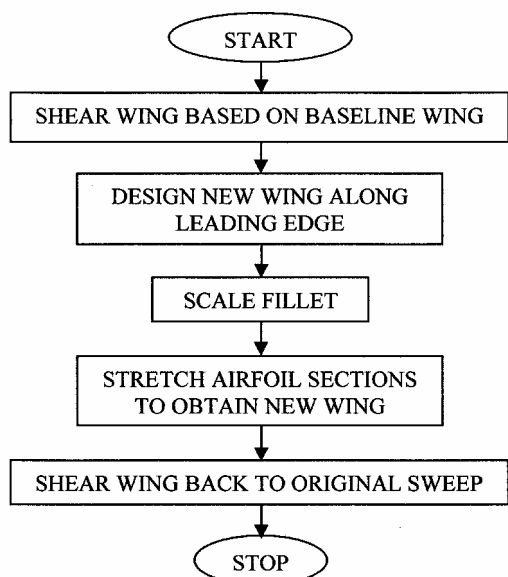 START
SHEAR WING BASED ON BASELINE WING
DESIGN NEW WING ALONG
LEADING EDGE
SCALE FILLET
STRETCH AIRFOIL SECTIONS
TO OBTAIN NEW WING
SHEAR WING BACK TO ORIGINAL SWEEP
STOP